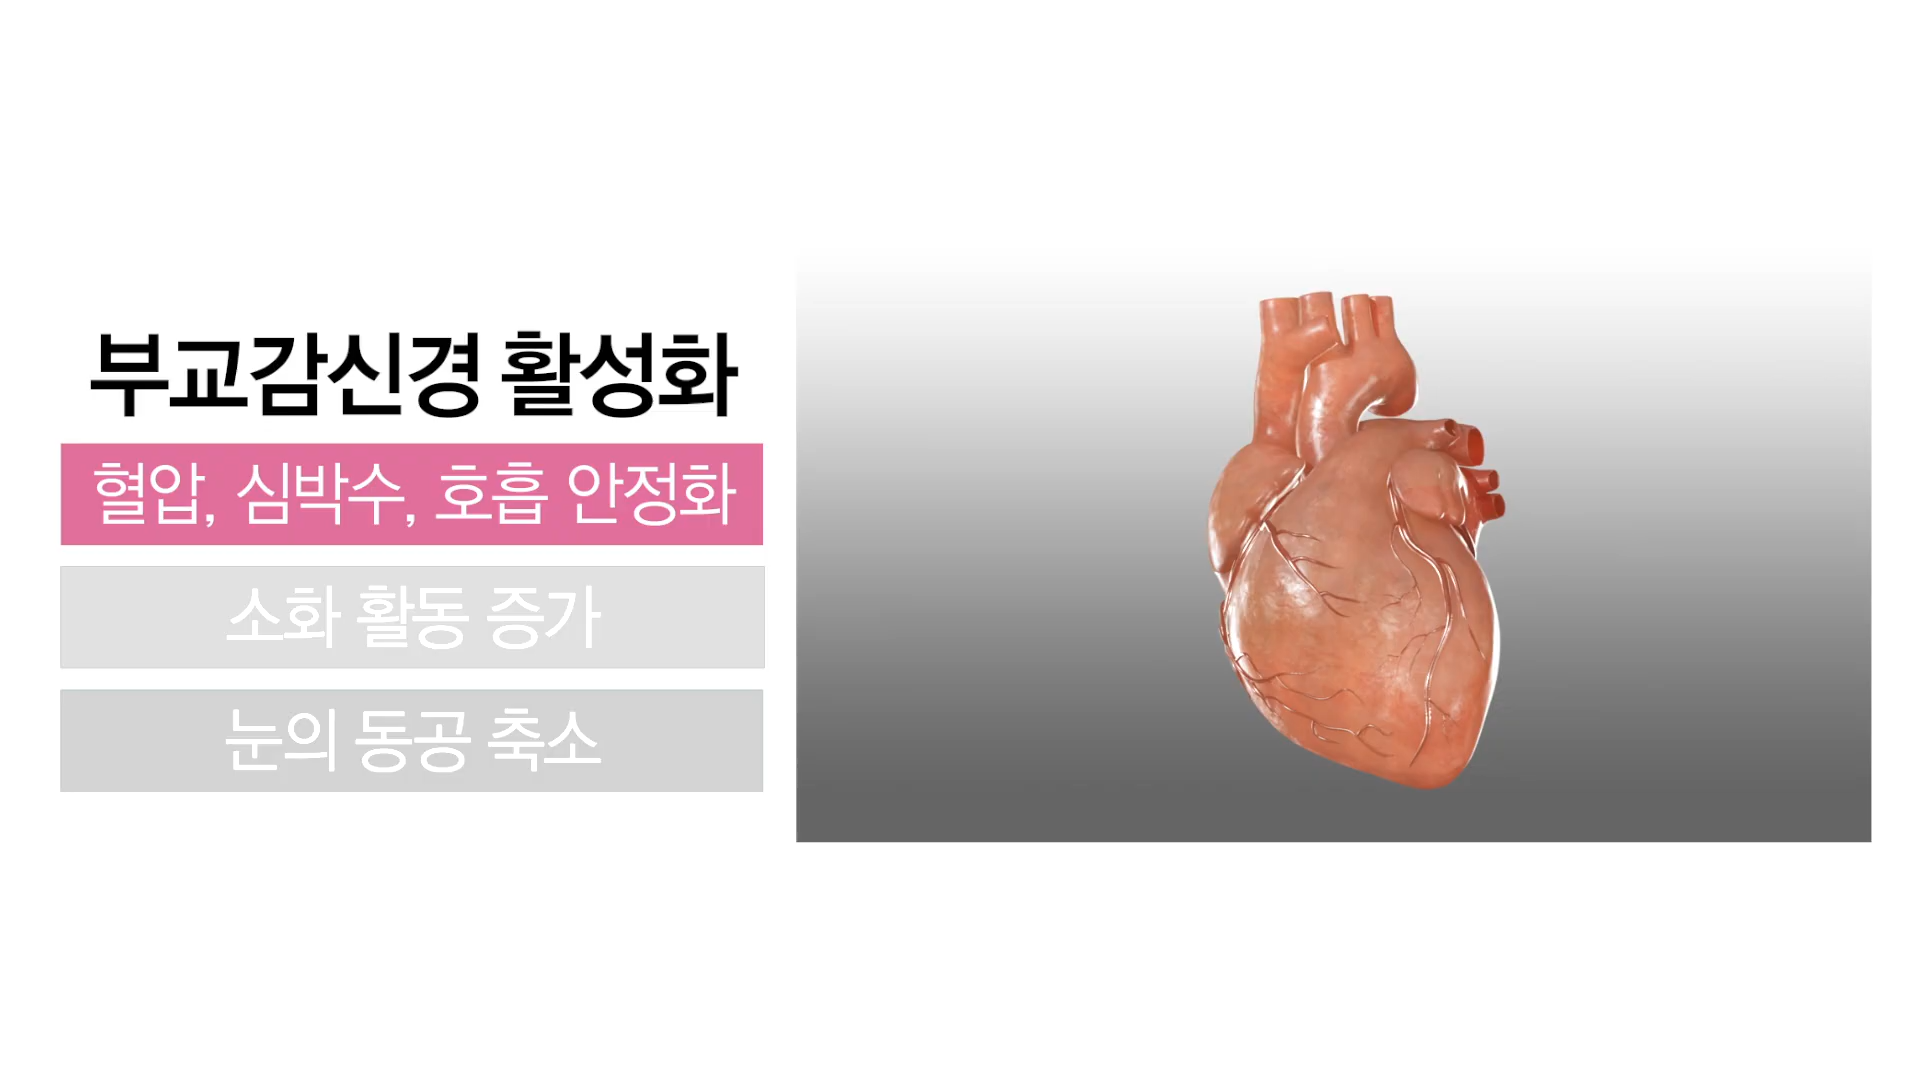 부교감신경 활성화
혈압, 심박수, 호흡 안정화
소화 활동 증가
눈의 동공 축소